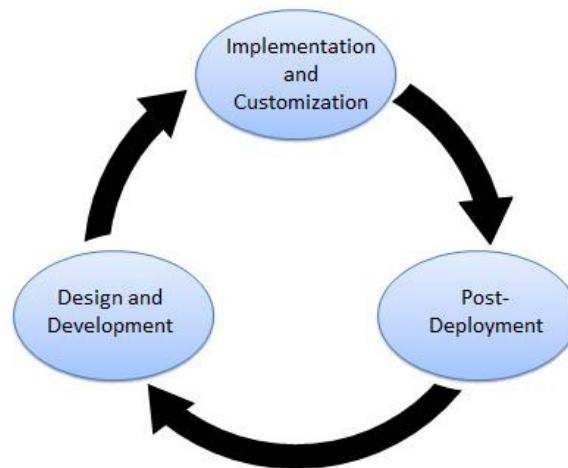 Implementation
and
Customization
Design and
Development
Post-
Deployment